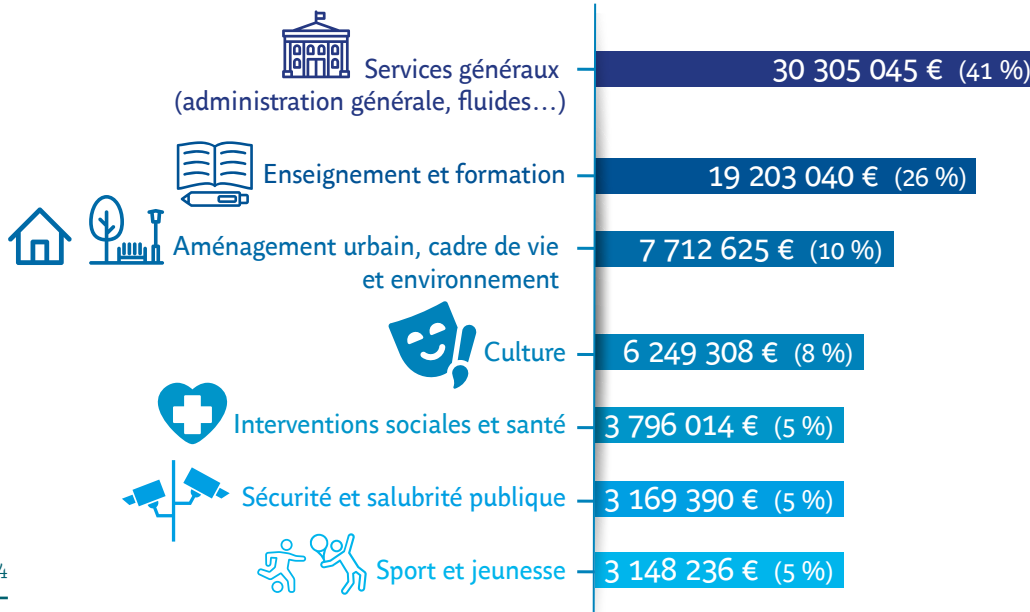 Services généraux
(administration générale, fluides…)
30 305 045 € (41 %)
Enseignement et formation
19 203 040 € (26 %)
Aménagement urbain, cadre de vie
et environnement
7 712 625 € (10 %)
Culture
6 249 308 € (8 %)
Interventions sociales et santé
3 796 014 € (5 %)
Sécurité et salubrité publique
3 169 390 € (5 %)
Sport et jeunesse
3 148 236 € (5 %)
4